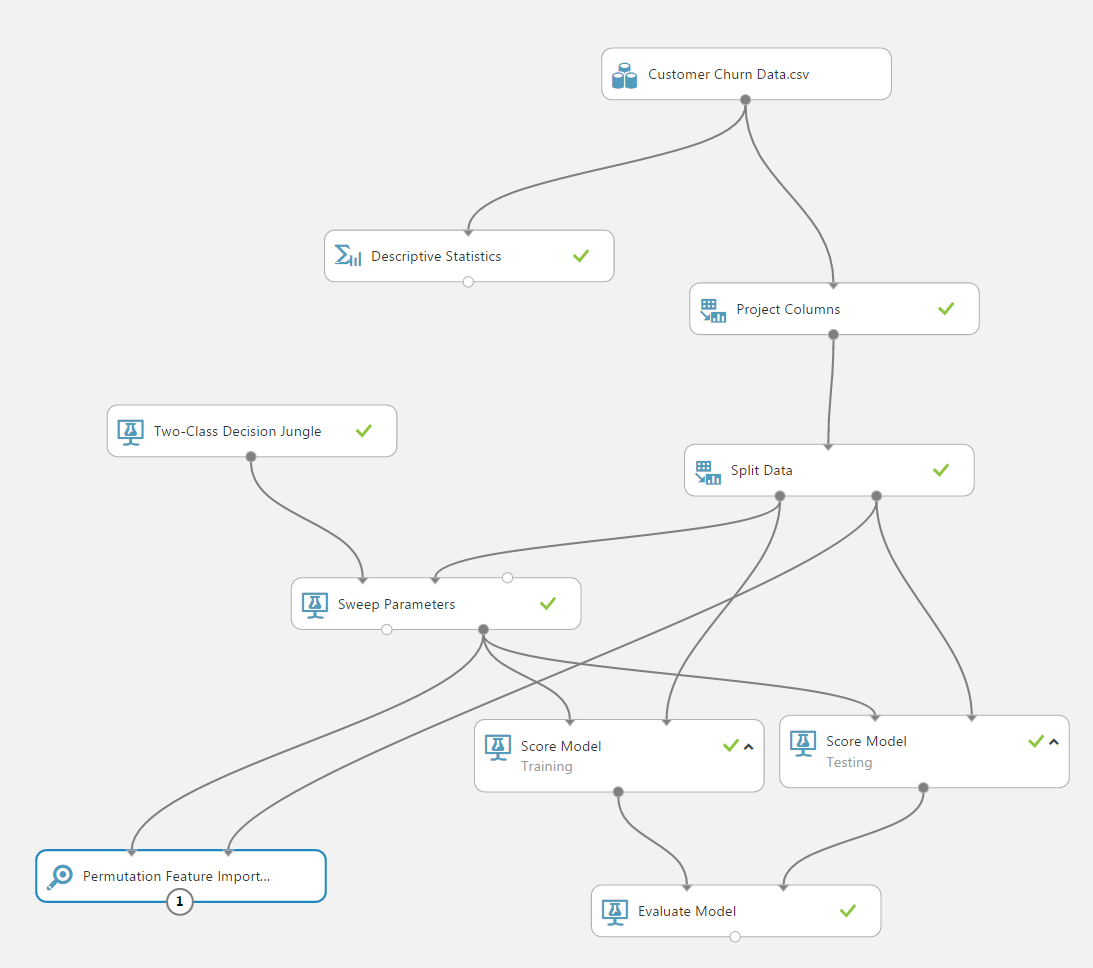 Customer Churn Data.csv
Descriptive Statistics
Project Columns
Two-Class Decision Jungle
Split Data
Sweep Parameters
Score Model
Training
Score Model
Testing
Permutation Feature Import...
1
Evaluate Model